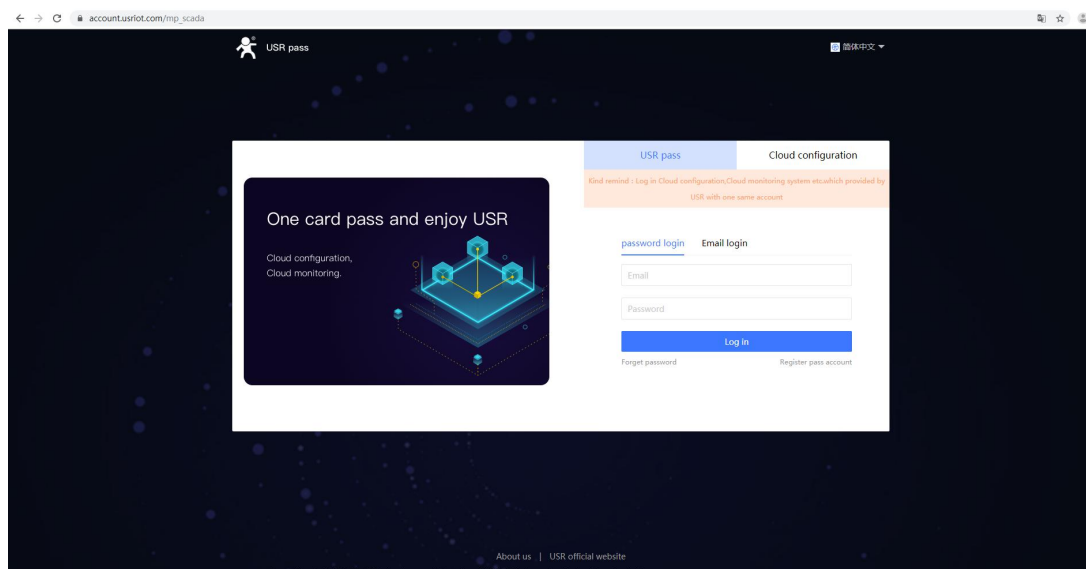 account.usriot.com/mp_scada
USR pass
简体中文
USR pass
Cloud configuration
Kind remind : Log in Cloud configuration,Cloud monitoring system etc.which provided by
USR with one same account
One card pass and enjoy USR
Cloud configuration,
Cloud monitoring.
password login
Email login
Email
Password
Log in
Forget password
Register pass account
About us | USR official website